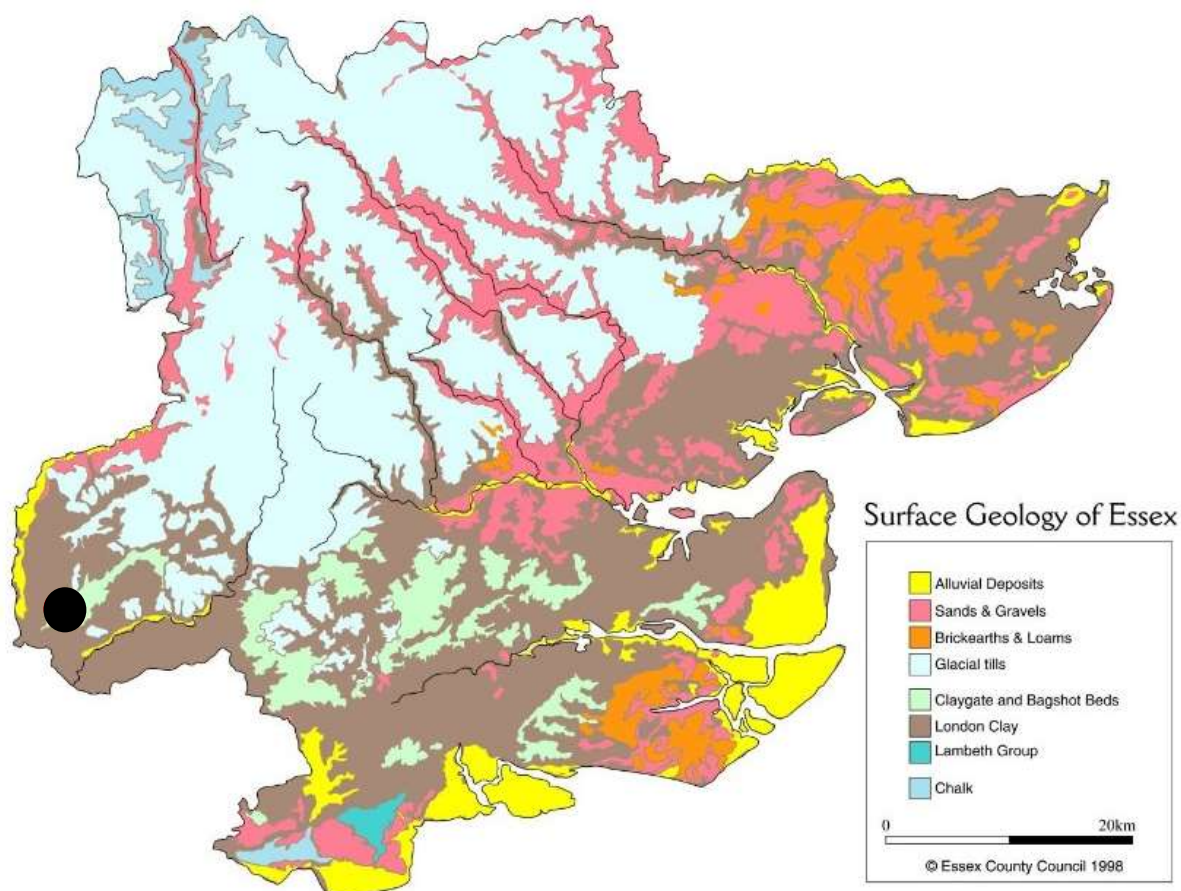 Surface Geology of Essex
Alluvial Deposits
Sands & Gravels
Brickearths & Loams
Glacial tills
Claygate and Bagshot Beds
London Clay
Lambeth Group
Chalk
0 20km
© Essex County Council 1998